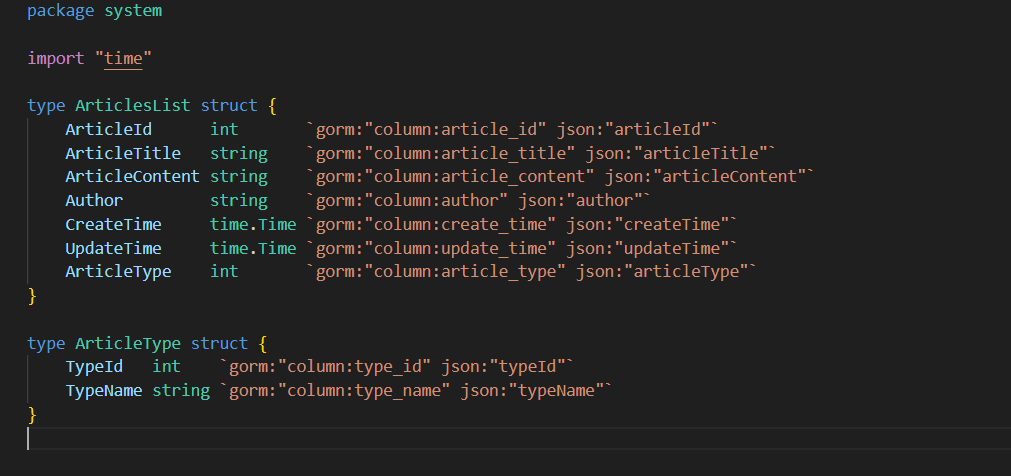 package system
import "time"
type ArticlesList struct {
ArticleId int `gorm:"column:article_id" json:"articleId"`
ArticleTitle string `gorm:"column:article_title" json:"articleTitle"`
ArticleContent string `gorm:"column:article_content" json:"articleContent"`
Author string `gorm:"column:author" json:"author"`
CreateTime time.Time `gorm:"column:create_time" json:"createTime"`
UpdateTime time.Time `gorm:"column:update_time" json:"updateTime"`
ArticleType int `gorm:"column:article_type" json:"articleType"`
}
type ArticleType struct {
TypeId int `gorm:"column:type_id" json:"typeId"`
TypeName string `gorm:"column:type_name" json:"typeName"`
}